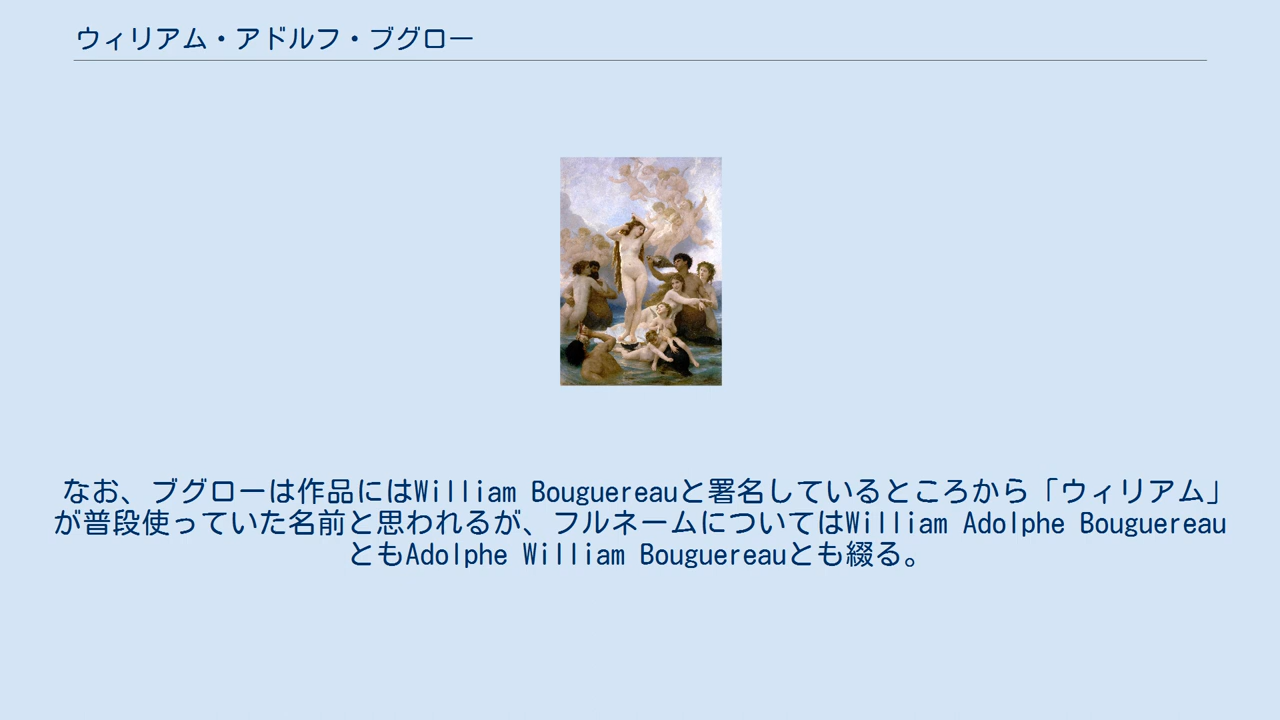 ウィリアム・アドルフ・ブグロー
なお、ブグローは作品にはWilliam Bouguereauと署名しているところから「ウィリアム」
が普段使っていた名前と思われるが、フルネームについてはWilliam Adolphe Bouguereau
ともAdolphe William Bouguereauとも綴る。